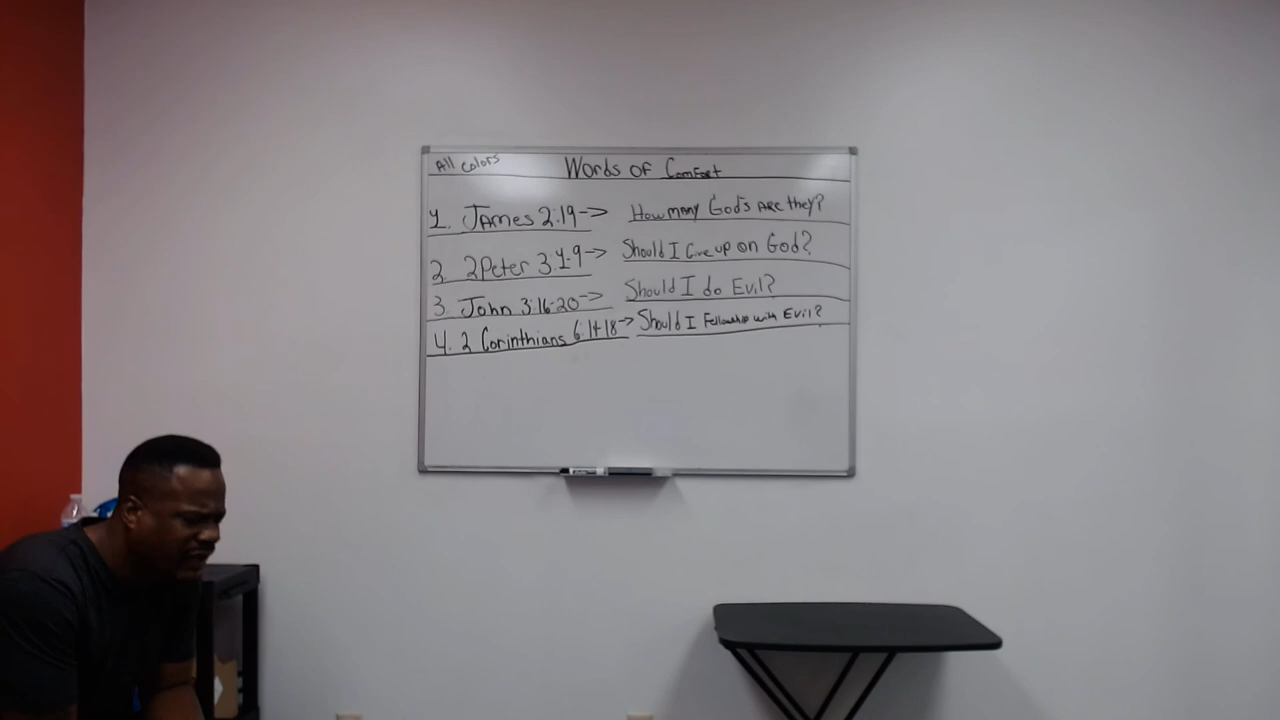 All Colors
Words of Comfort
1. James 2:19-> How many God's are they?
2. 2Peter 3:1-9-> Should I Give up on God?
3. John 3:16-20-> Should I do Evil?
4. 2 Corinthians 6:14-18-> Should I Fellowship with Evil?